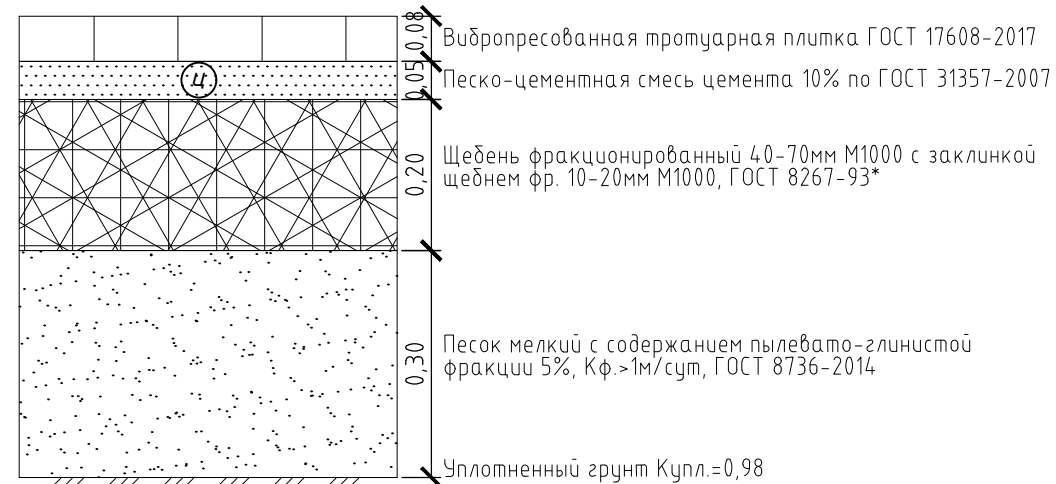 0,08
Вибропресованная тротуарная плитка ГОСТ 17608-2017
ц
0,05
Песко-цементная смесь цемента 10% по ГОСТ 31357-2007
0,20
Щебень фракционированный 40-70мм М1000 с заклинкой
щебнем фр. 10-20мм М1000, ГОСТ 8267-93*
0,30
Песок мелкий с содержанием пылевато-глинистой
фракции 5%, Кф.>1м/сут, ГОСТ 8736-2014
Уплотненный грунт Купл.=0,98